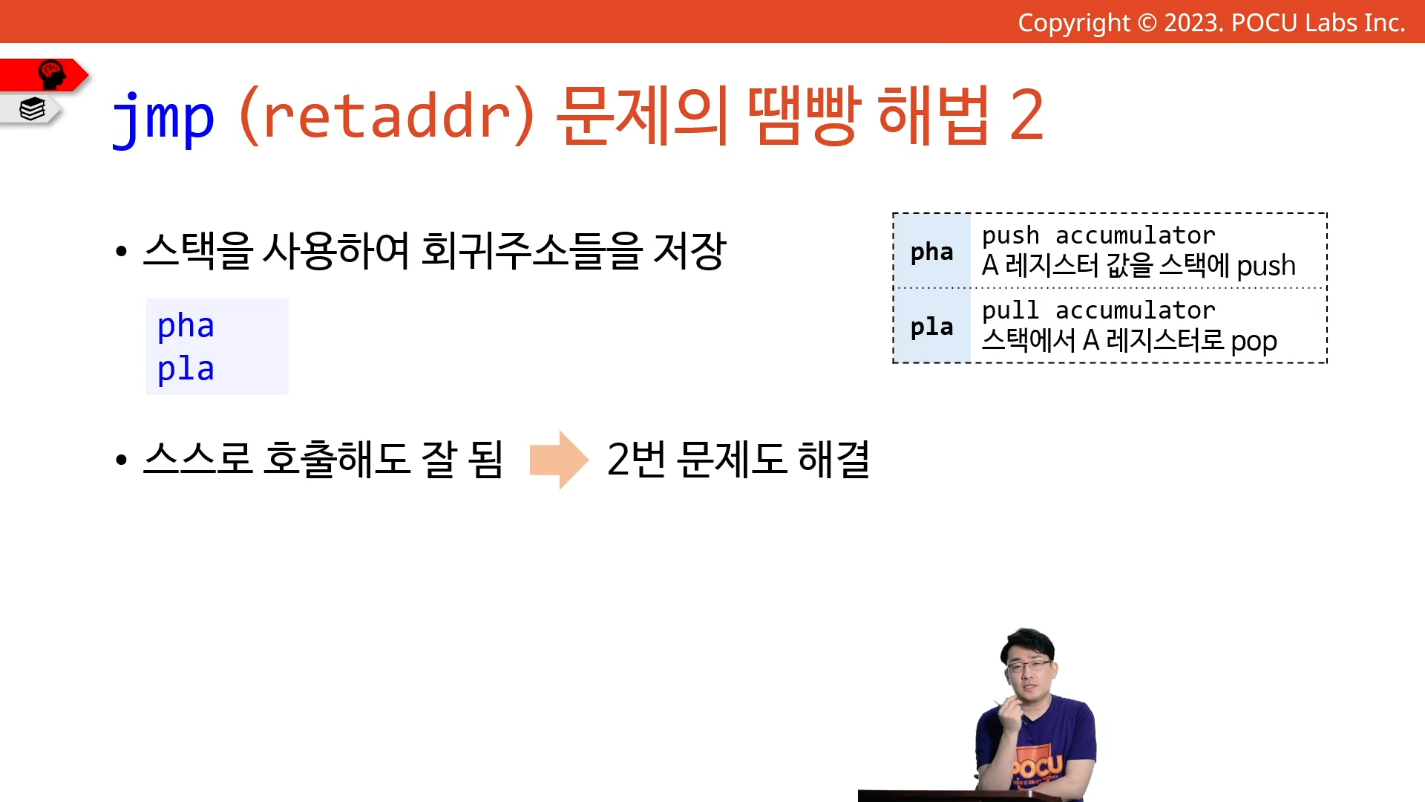 Copyright © 2023. POCU Labs Inc.
jmp (retaddr) 문제의 땜빵 해법 2
• 스택을 사용하여 회귀주소들을 저장
pha
pla
pha
push accumulator
A 레지스터 값을 스택에 push
pla
pull accumulator
스택에서 A 레지스터로 pop
• 스스로 호출해도 잘 됨
2번 문제도 해결
POCU